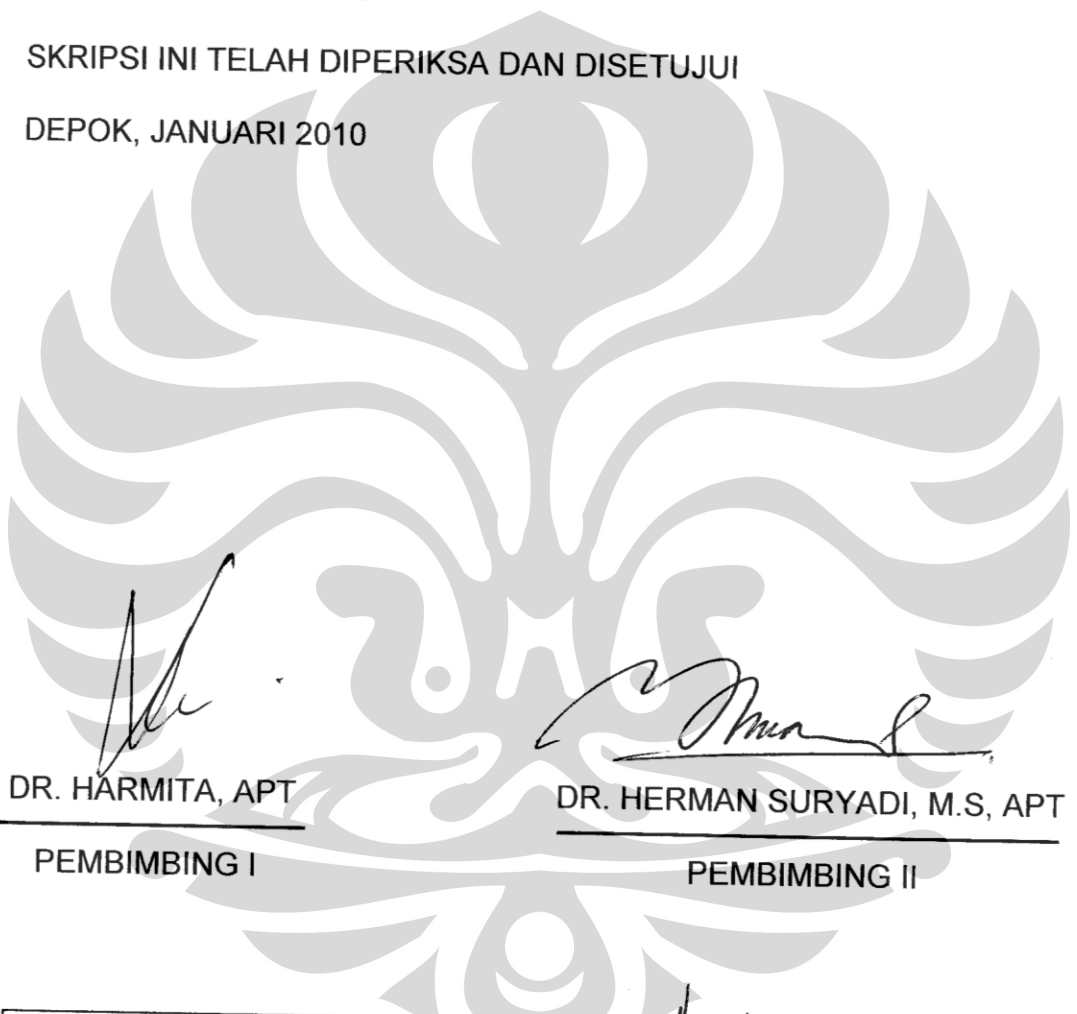 SKRIPSI INI TELAH DIPERIKSA DAN DISETUJUI
DEPOK, JANUARI 2010
DR. HARMITA, APT
DR. HERMAN SURYADI, M.S, APT
PEMBIMBING I
PEMBIMBING II